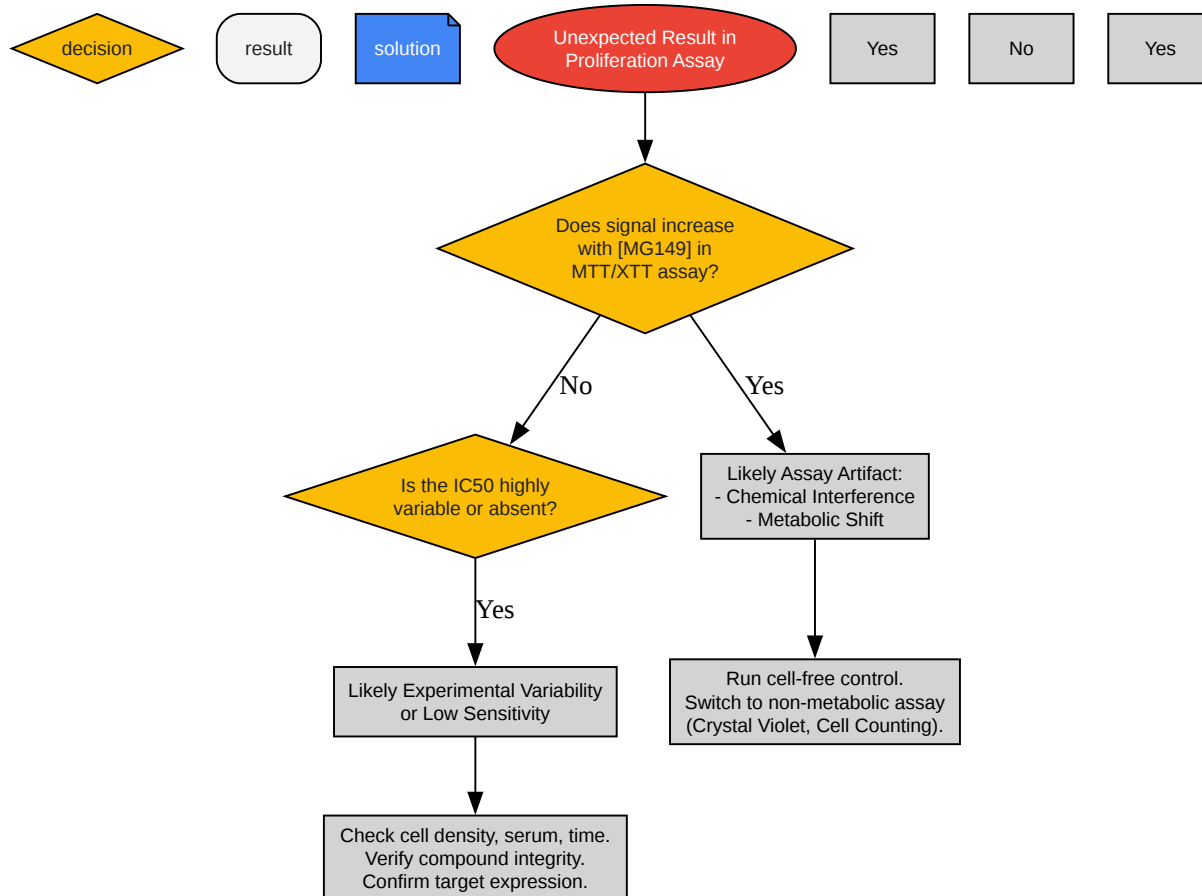 decision
result
solution
Unexpected Result in
Proliferation Assay
Yes
No
Yes
Does signal increase
with [MG149] in
MTT/XTT assay?
No
Yes
Is the IC50 highly
variable or absent?
Likely Assay Artifact:
- Chemical Interference
- Metabolic Shift
Yes
Likely Experimental Variability
or Low Sensitivity
Run cell-free control.
Switch to non-metabolic assay
(Crystal Violet, Cell Counting).
Check cell density, serum, time.
Verify compound integrity.
Confirm target expression.